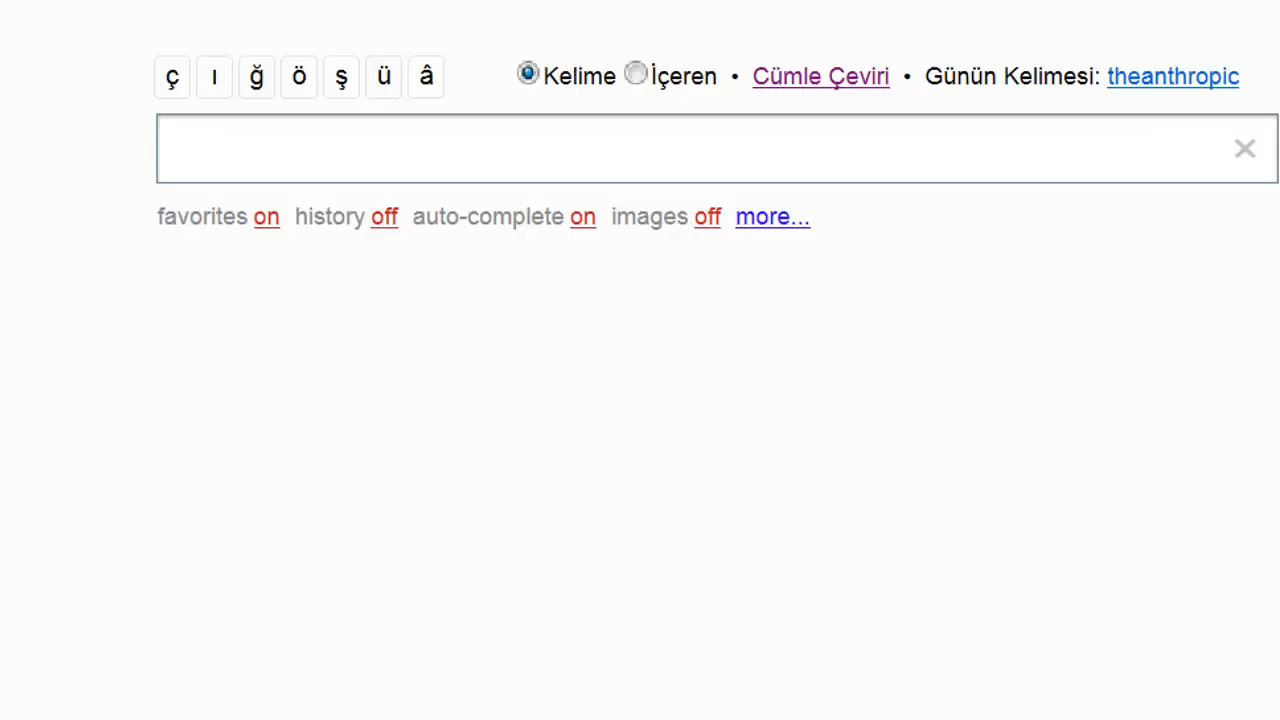 ç ı ğ ö ş ü â Kelime İçeren • Cümle Çeviri • Günün Kelimesi: theanthropic
favorites on history off auto-complete on images off more...